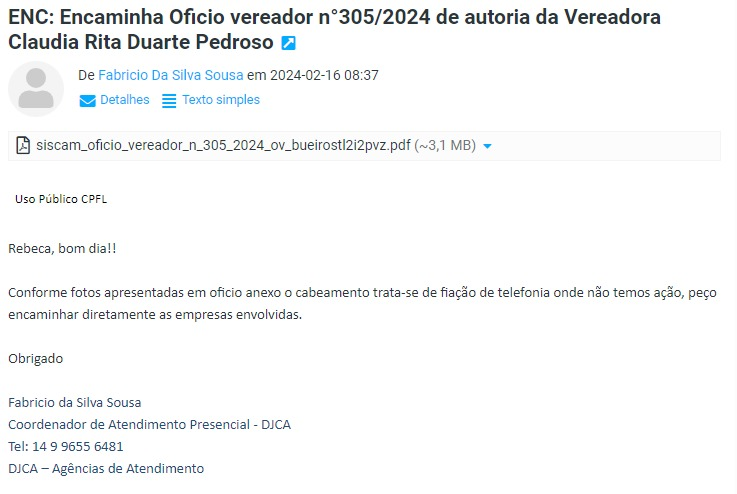 ENC: Encaminha Oficio vereador n°305/2024 de autoria da Vereadora
Claudia Rita Duarte Pedroso
De Fabricio Da Silva Sousa em 2024-02-16 08:37
Detalhes Texto simples
siscam_oficio_vereador_n_305_2024_ov_bueirostl2i2pvz.pdf (~3,1 MB)
Uso Público CPFL
Rebeca, bom dia!!
Conforme fotos apresentadas em oficio anexo o cabeamento trata-se de fiação de telefonia onde não temos ação, peço
encaminhar diretamente as empresas envolvidas.
Obrigado
Fabricio da Silva Sousa
Coordenador de Atendimento Presencial - DJCA
Tel: 14 9 9655 6481
DJCA – Agências de Atendimento